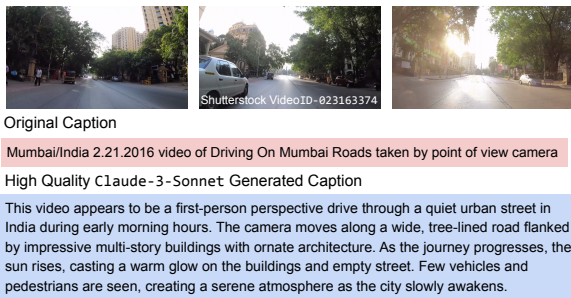 Shutterstock VideoID-023163374
Original Caption
Mumbai/India 2.21.2016 video of Driving On Mumbai Roads taken by point of view camera
High Quality Claude-3-Sonnet Generated Caption
This video appears to be a first-person perspective drive through a quiet urban street in
India during early morning hours. The camera moves along a wide, tree-lined road flanked
by impressive multi-story buildings with ornate architecture. As the journey progresses, the
sun rises, casting a warm glow on the buildings and empty street. Few vehicles and
pedestrians are seen, creating a serene atmosphere as the city slowly awakens.